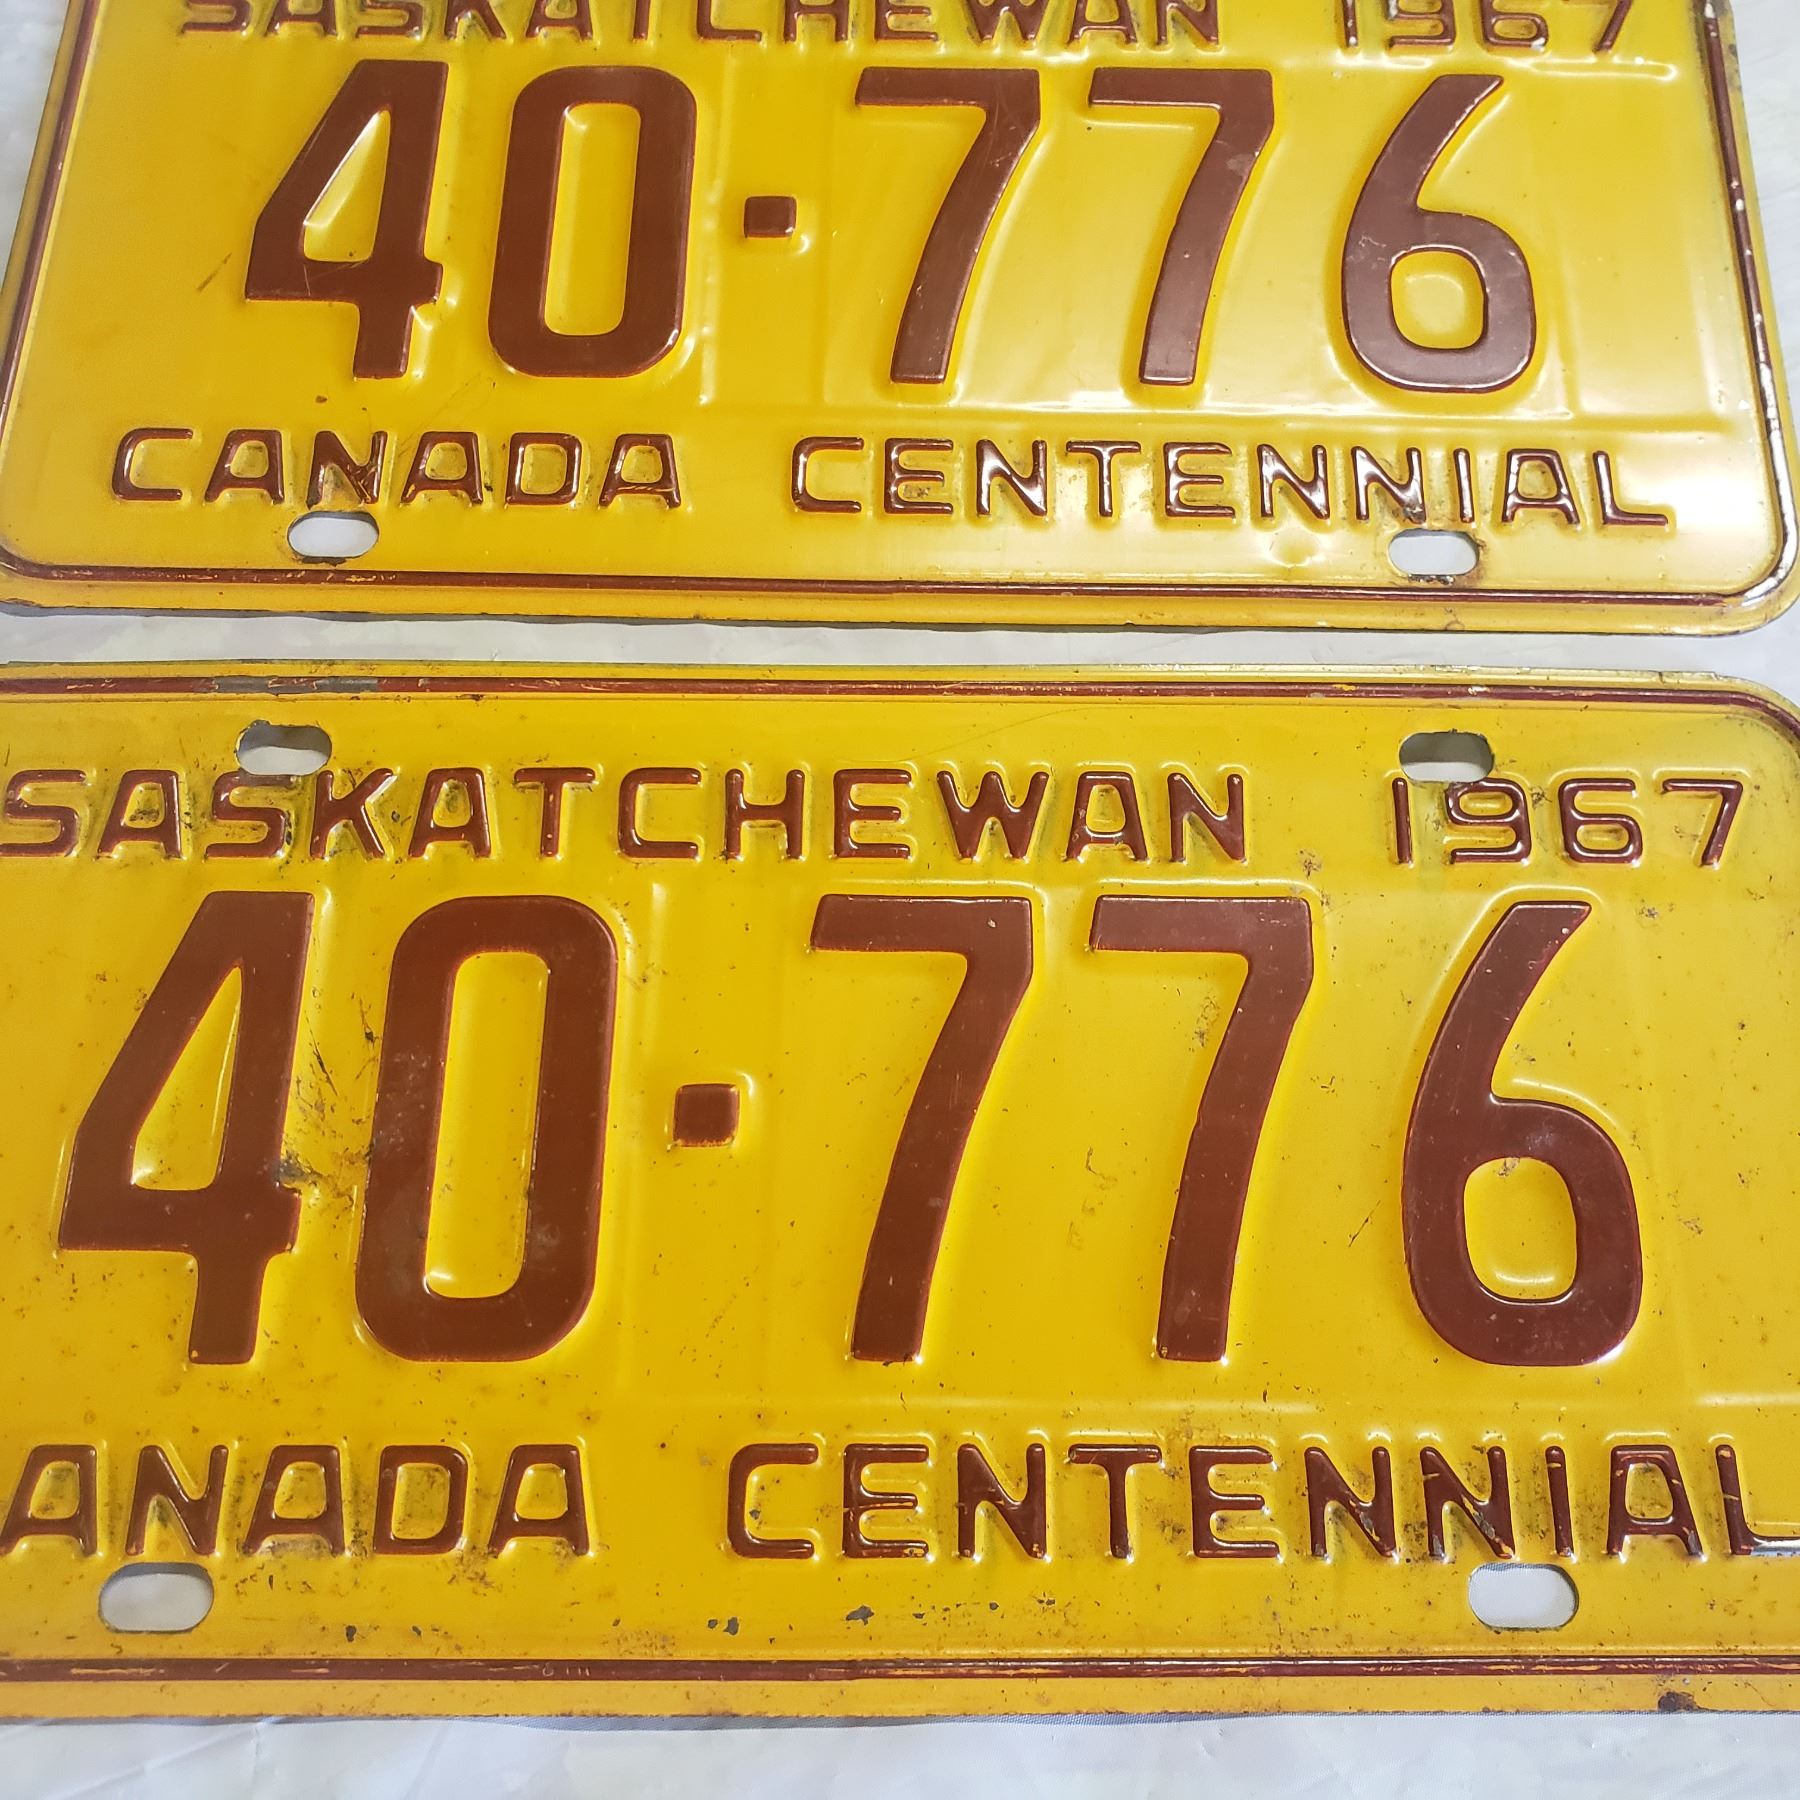 SASKATCHEWAN 1967
40·776
CANADA CENTENNIAL
SASKATCHEWAN 1967
40·776
ANADA CENTENNIAL